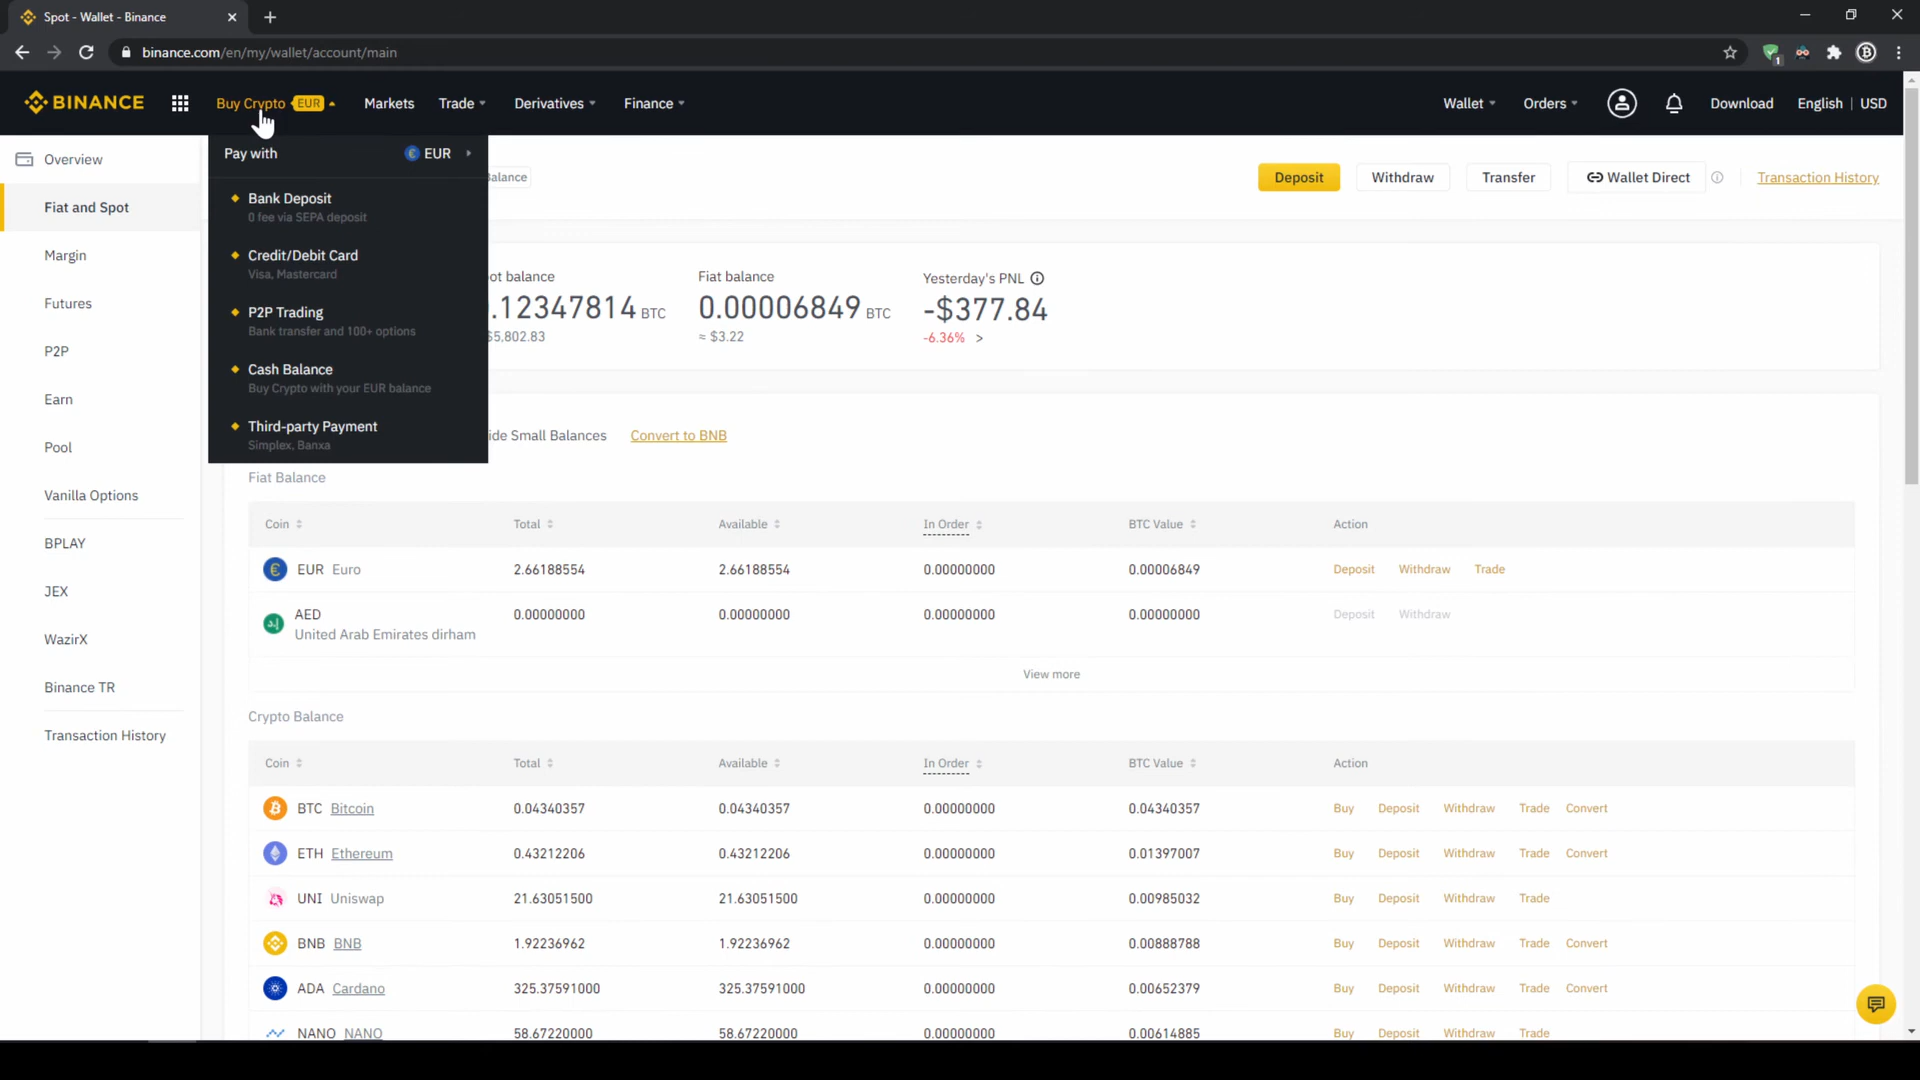 Spot - Wallet - Binance
binance.com/en/my/wallet/account/main
1
BINANCE
Buy Crypto EUR
Markets
Trade
Derivatives
Finance
Wallet
Orders
Download
English | USD
Pay with
EUR
Bank Deposit
0 fee via SEPA deposit
Credit/Debit Card
Visa, Mastercard
P2P Trading
Bank transfer and 100+ options
Cash Balance
Buy Crypto with your EUR balance
Third-party Payment
Simplex, Banxa
Overview
Fiat and Spot
Margin
Futures
P2P
Earn
Pool
Vanilla Options
BPLAY
JEX
WazirX
Binance TR
Transaction History
alance
Deposit
Withdraw
Transfer
Wallet Direct
Transaction History
ot balance
.12347814 BTC
$5,802.83
Fiat balance
0.00006849 BTC
≈ $3.22
Yesterday's PNL
-$377.84
-6.36% >
ide Small Balances
Convert to BNB
Fiat Balance
Coin Total Available In Order BTC Value Action
EUR Euro 2.66188554 2.66188554 0.00000000 0.00006849 Deposit Withdraw Trade
AED 0.00000000 0.00000000 0.00000000 0.00000000 Deposit Withdraw
United Arab Emirates dirham
View more
Crypto Balance
Coin Total Available In Order BTC Value Action
BTC Bitcoin 0.04340357 0.04340357 0.00000000 0.04340357 Buy Deposit Withdraw Trade Convert
ETH Ethereum 0.43212206 0.43212206 0.00000000 0.01397007 Buy Deposit Withdraw Trade Convert
UNI Uniswap 21.63051500 21.63051500 0.00000000 0.00985032 Buy Deposit Withdraw Trade
BNB BNB 1.92236962 1.92236962 0.00000000 0.00888788 Buy Deposit Withdraw Trade Convert
ADA Cardano 325.37591000 325.37591000 0.00000000 0.00652379 Buy Deposit Withdraw Trade Convert
NANO NANO 58.67220000 58.67220000 0.00000000 0.00614885 Buy Deposit Withdraw Trade